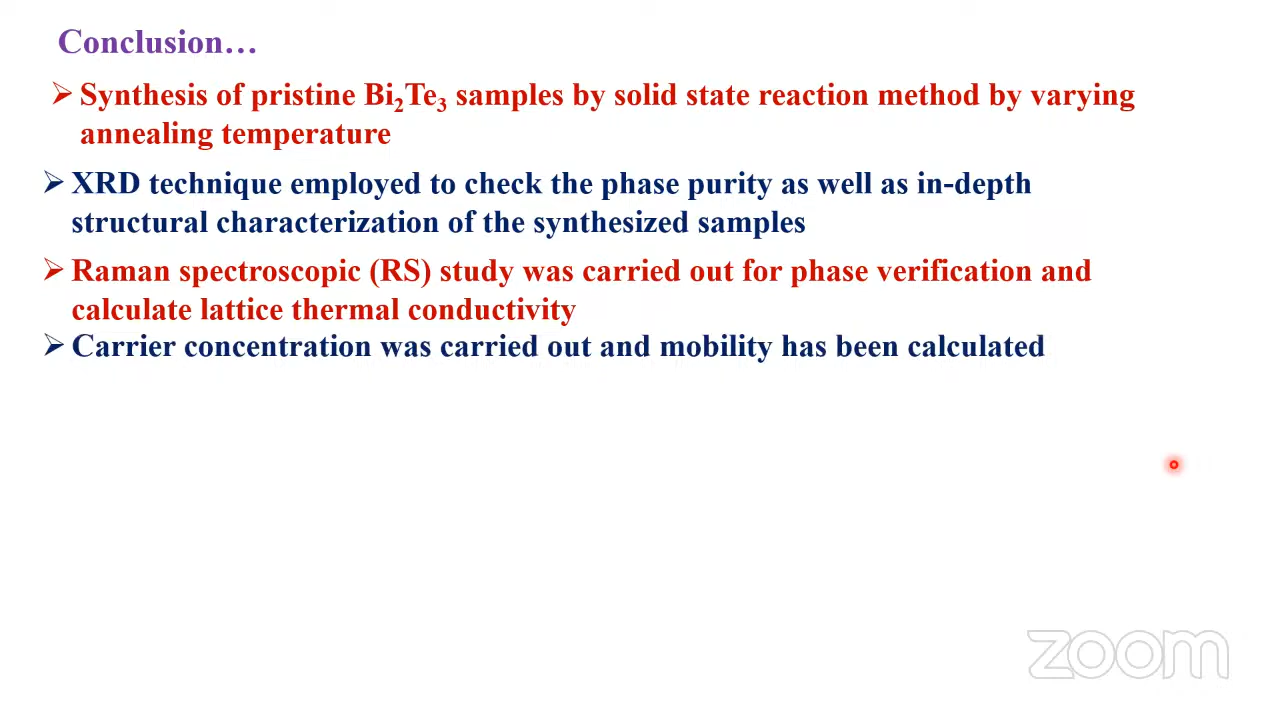 Conclusion…
➢ Synthesis of pristine Bi₂Te₃ samples by solid state reaction method by varying
annealing temperature
➢ XRD technique employed to check the phase purity as well as in-depth
structural characterization of the synthesized samples
➢ Raman spectroscopic (RS) study was carried out for phase verification and
calculate lattice thermal conductivity
➢ Carrier concentration was carried out and mobility has been calculated
zoom